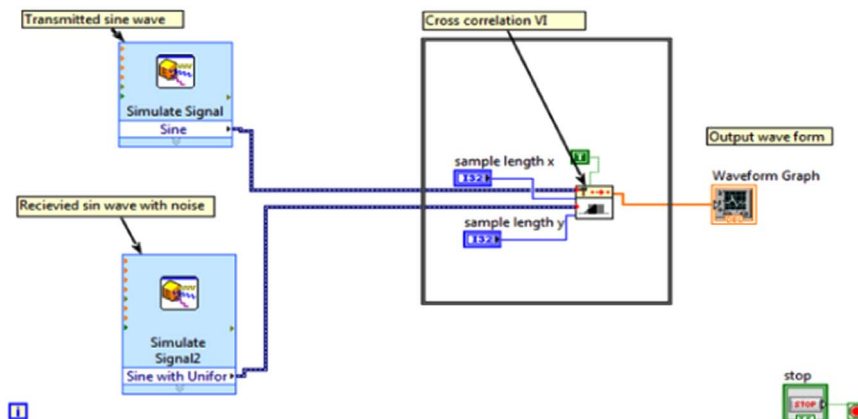 Transmitted sine wave
Cross correlation VI
Simulate Signal
Sine
Output wave form
sample length x
I32
Waveform Graph
Recievied sin wave with noise
sample length y
I32
Simulate
Signal2
Sine with Unifor
stop
STOP
i